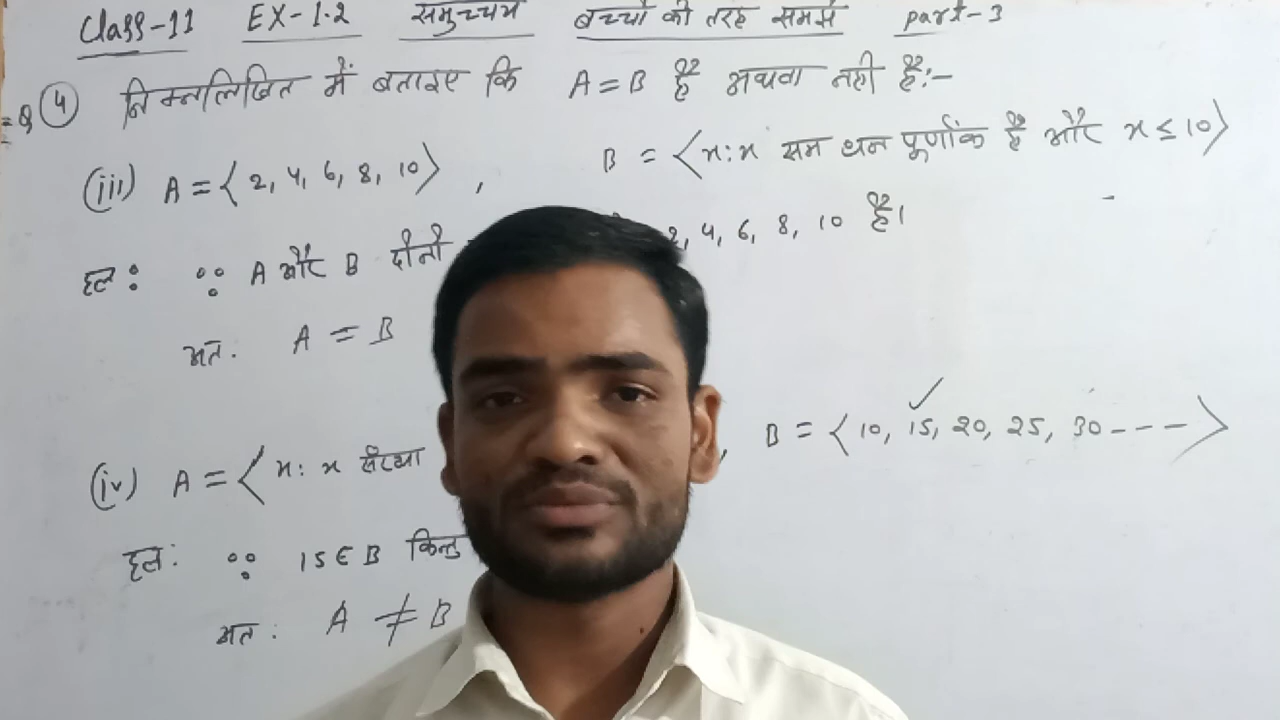 Class-11 EX-1.2 समुच्चय बच्चों की तरह समझे part-3
Q ④ निम्नलिखित में बताइए कि A = B है अथवा नहीं है:-
(iii) A = { 2, 4, 6, 8, 10 } , B = { x : x सम धन पूर्णांक है और x ≤ 10 }
हल : ∵ A और B दोनों 2, 4, 6, 8, 10 है।
अतः A = B
(iv) A = { x : x संख्या , B = { 10, 15, 20, 25, 30 - - - }
हल: ∵ 15 ∈ B किन्तु
अतः A ≠ B